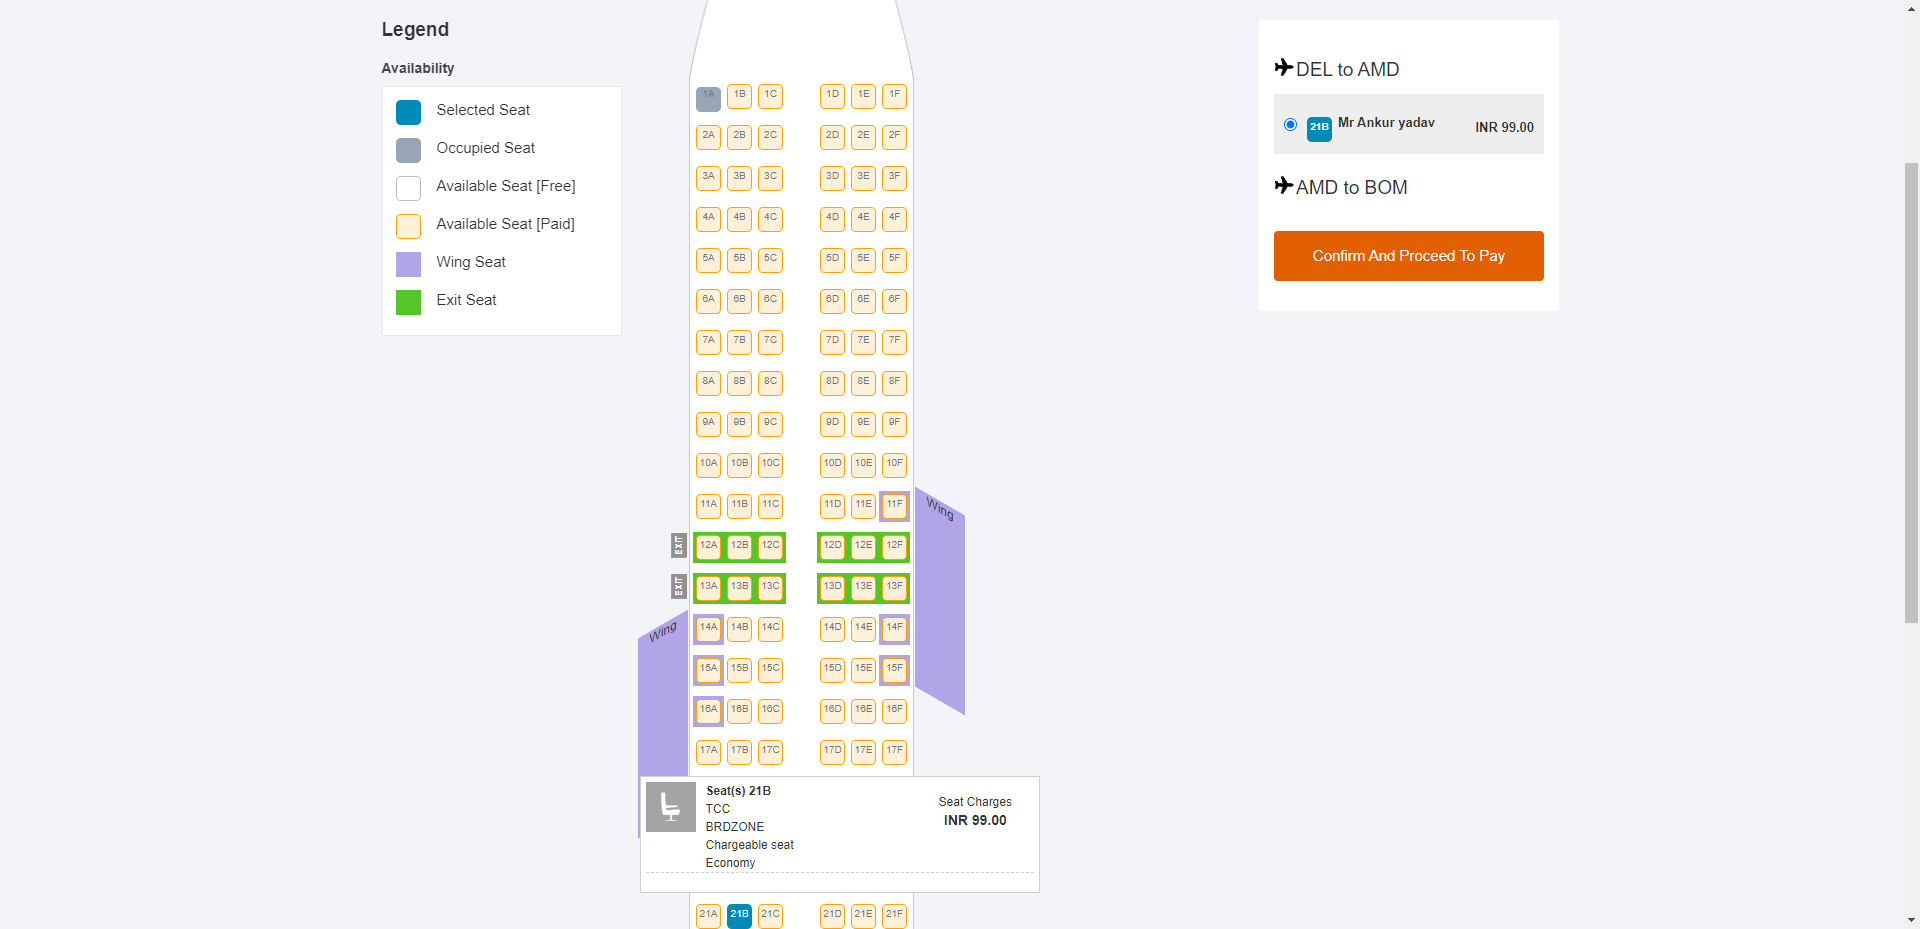 Legend
Availability
Selected Seat
Occupied Seat
Available Seat [Free]
Available Seat [Paid]
Wing Seat
Exit Seat
1A 1B 1C 1D 1E 1F
2A 2B 2C 2D 2E 2F
3A 3B 3C 3D 3E 3F
4A 4B 4C 4D 4E 4F
5A 5B 5C 5D 5E 5F
6A 6B 6C 6D 6E 6F
7A 7B 7C 7D 7E 7F
8A 8B 8C 8D 8E 8F
9A 9B 9C 9D 9E 9F
10A 10B 10C 10D 10E 10F
11A 11B 11C 11D 11E 11F Wing
EXIT 12A 12B 12C 12D 12E 12F
EXIT 13A 13B 13C 13D 13E 13F
Wing 14A 14B 14C 14D 14E 14F
15A 15B 15C 15D 15E 15F
16A 16B 16C 16D 16E 16F
17A 17B 17C 17D 17E 17F
Seat(s) 21B
TCC
BRDZONE
Chargeable seat
Economy
Seat Charges
INR 99.00
21A 21B 21C 21D 21E 21F
DEL to AMD
21B Mr Ankur yadav INR 99.00
AMD to BOM
Confirm And Proceed To Pay